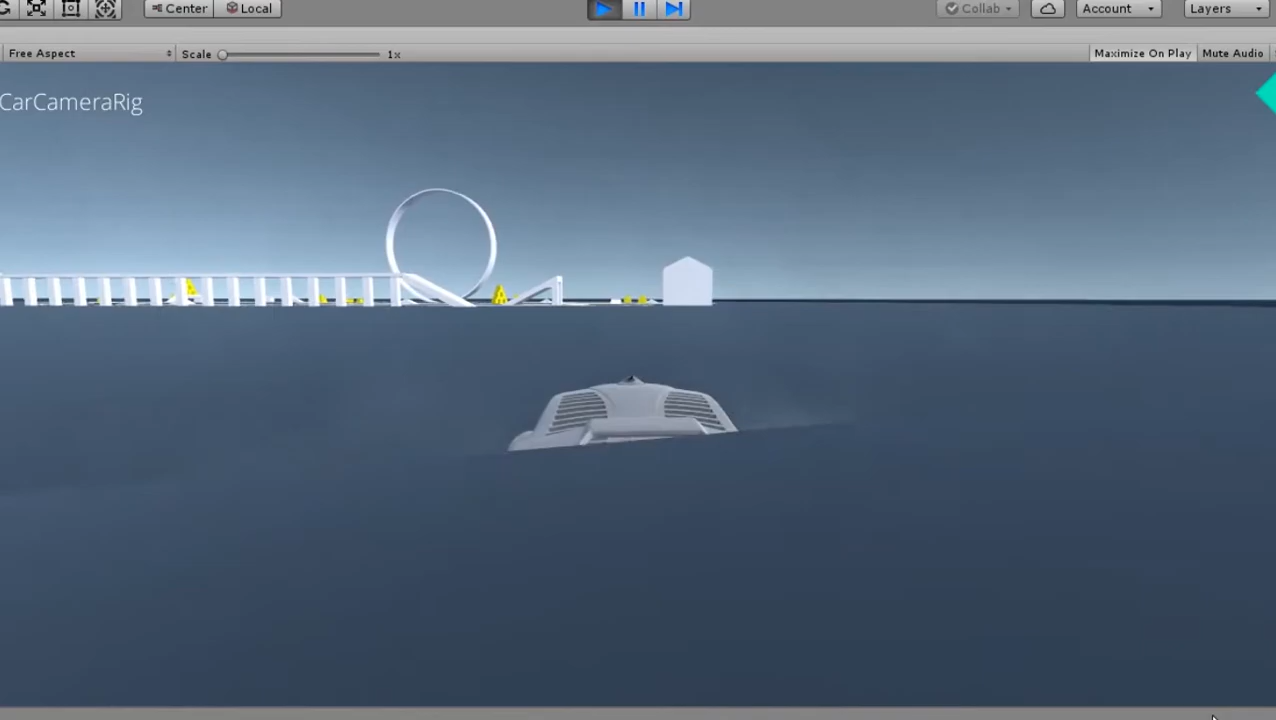 Center Local Collab Account Layers
Free Aspect Scale 1x Maximize On Play Mute Audio
CarCameraRig